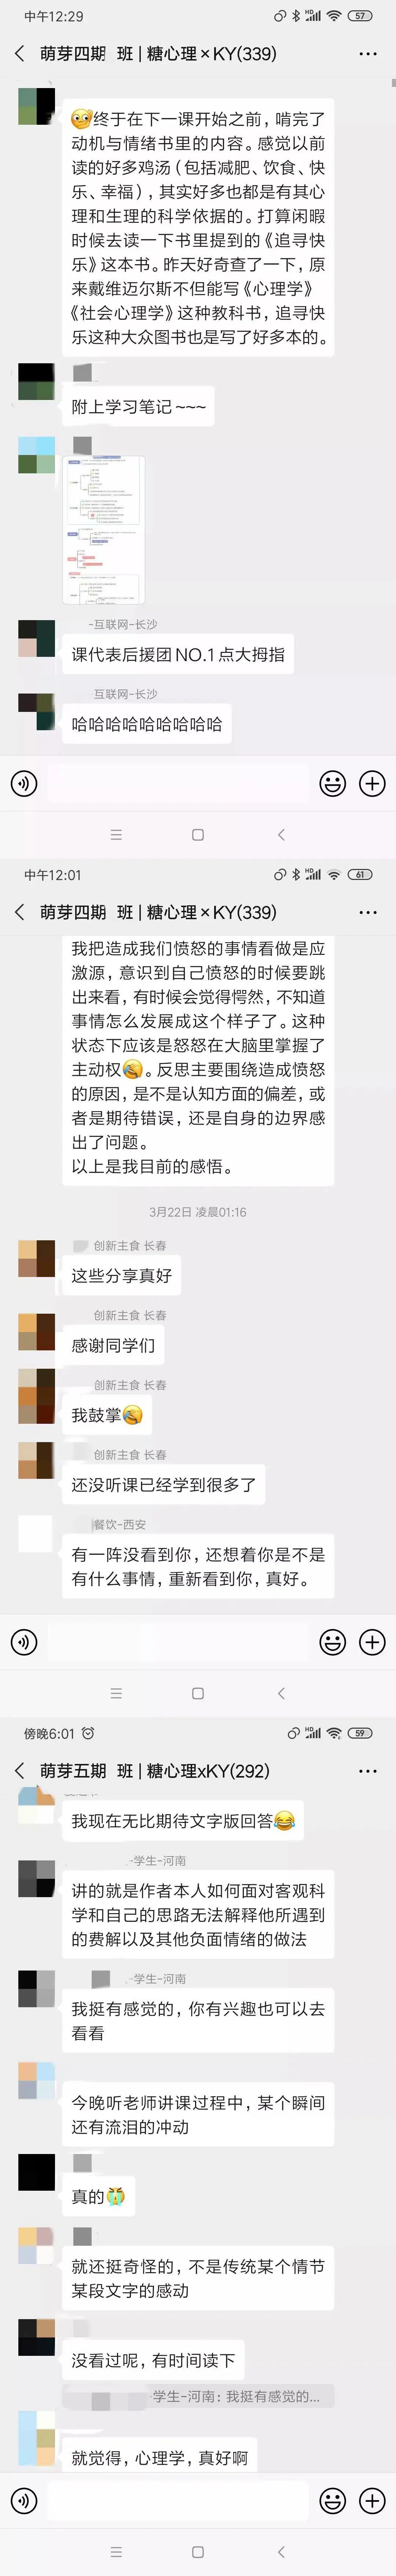 中午12:29
HD
57
萌芽四期 班 | 糖心理×KY(339)
终于在下一课开始之前，啃完了
动机与情绪书里的内容。感觉以前
读的好多鸡汤（包括减肥、饮食、快
乐、幸福），其实好多也都是有其心
理和生理的科学依据的。打算闲暇
时候去读一下书里提到的《追寻快
乐》这本书。昨天好奇查了一下，原
来戴维迈尔斯不但能写《心理学》
《社会心理学》这种教科书，追寻快
乐这种大众图书也是写了好多本的。
附上学习笔记~~~
-互联网-长沙
课代表后援团NO.1点大拇指
互联网-长沙
哈哈哈哈哈哈哈哈哈
中午12:01
HD
61
萌芽四期 班 | 糖心理×KY(339)
我把造成我们愤怒的事情看做是应
激源，意识到自己愤怒的时候要跳
出来看，有时候会觉得愕然，不知道
事情怎么发展成这个样子了。这种
状态下应该是怒怒在大脑里掌握了
主动权。反思主要围绕造成愤怒
的原因，是不是认知方面的偏差，或
者是期待错误，还是自身的边界感
出了问题。
以上是我目前的感悟。
3月22日 凌晨01:16
创新主食 长春
这些分享真好
创新主食 长春
感谢同学们
创新主食 长春
我鼓掌
创新主食 长春
还没听课已经学到很多了
餐饮-西安
有一阵没看到你，还想着你是不是
有什么事情，重新看到你，真好。
傍晚6:01
HD
59
萌芽五期 班 | 糖心理xKY(292)
我现在无比期待文字版回答
-学生-河南
讲的就是作者本人如何面对客观科
学和自己的思路无法解释他所遇到
的费解以及其他负面情绪的做法
-学生-河南
我挺有感觉的，你有兴趣也可以去
看看
今晚听老师讲课过程中，某个瞬间
还有流泪的冲动
真的
就还挺奇怪的，不是传统某个情节
某段文字的感动
没看过呢，有时间读下
-学生-河南：我挺有感觉的...
就觉得，心理学，真好啊